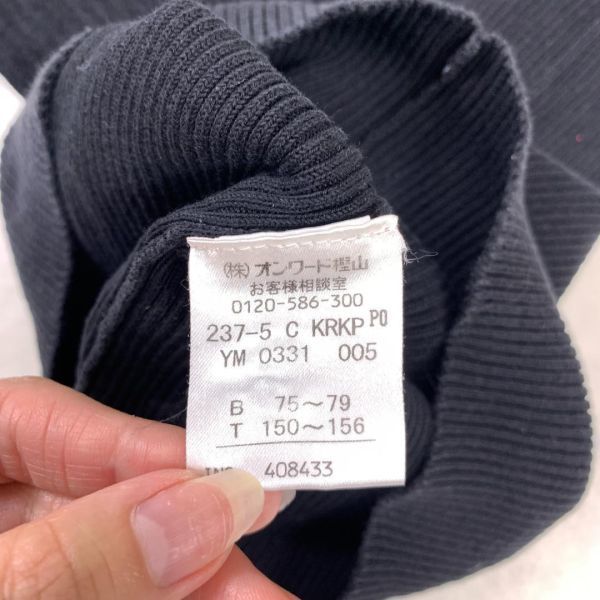 (株)オンワード樫山
お客様相談室
0120-586-300
237-5 C KRKP PO
YM 0331 005
B 75～79
T 150～156
408433